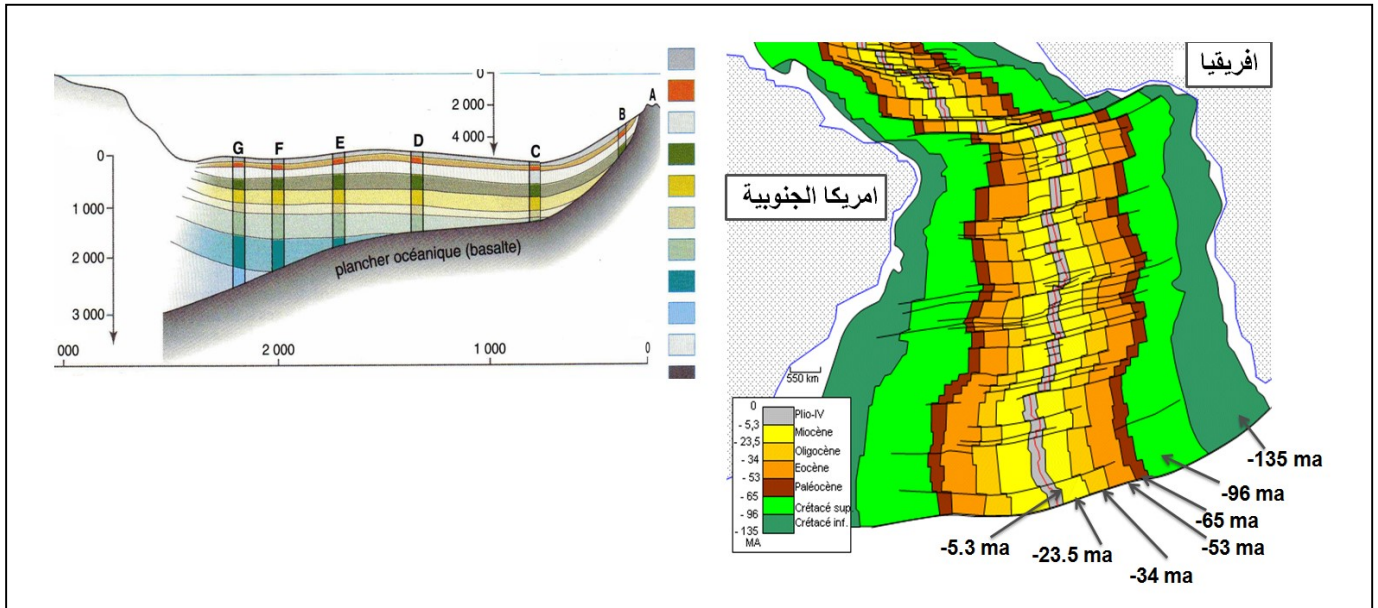 0
2 000
4 000
A
B
C
D
E
F
G
0
1 000
2 000
3 000
plancher océanique (basalte)
000
2 000
1 000
0
افريقيا
امريكا الجنوبية
550 km
0
- 5,3
- 23,5
- 34
- 53
- 65
- 96
- 135
MA
Plio-IV
Miocène
Oligocène
Eocène
Paléocène
Crétacé sup
Crétacé inf.
-135 ma
-96 ma
-65 ma
-53 ma
-34 ma
-23.5 ma
-5.3 ma